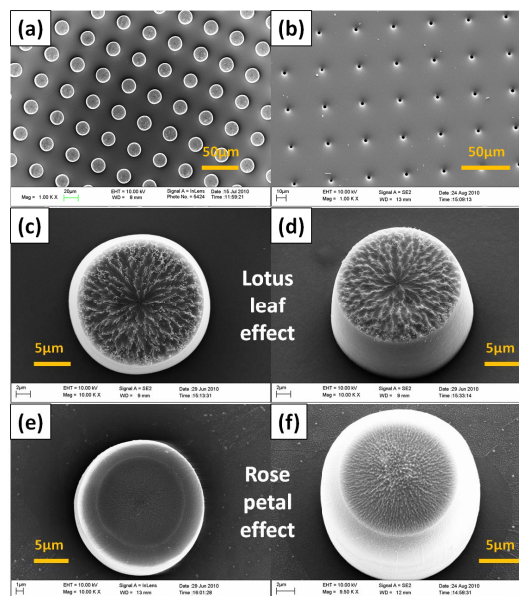 (a)
50μm
20μm
Mag = 1.00 K X
EHT = 10.00 kV
WD = 8 mm
Signal A = InLens
Photo No. = 5424
Date :15 Jul 2010
Time :11:59:21
(b)
50μm
10μm
Mag = 1.00 K X
EHT = 10.00 kV
WD = 13 mm
Signal A = SE2
Date :24 Aug 2010
Time :15:09:13
(c)
5μm
2μm
Mag = 10.00 K X
EHT = 10.00 kV
WD = 9 mm
Signal A = SE2
Date :29 Jun 2010
Time :15:13:31
(d)
5μm
2μm
Mag = 10.00 K X
EHT = 10.00 kV
WD = 9 mm
Signal A = SE2
Date :29 Jun 2010
Time :15:33:14
Lotus
leaf
effect
(e)
5μm
1μm
Mag = 10.00 K X
EHT = 10.00 kV
WD = 13 mm
Signal A = InLens
Date :29 Jun 2010
Time :16:01:28
(f)
5μm
2μm
Mag = 9.50 K X
EHT = 10.00 kV
WD = 12 mm
Signal A = SE2
Date :24 Aug 2010
Time :14:58:31
Rose
petal
effect